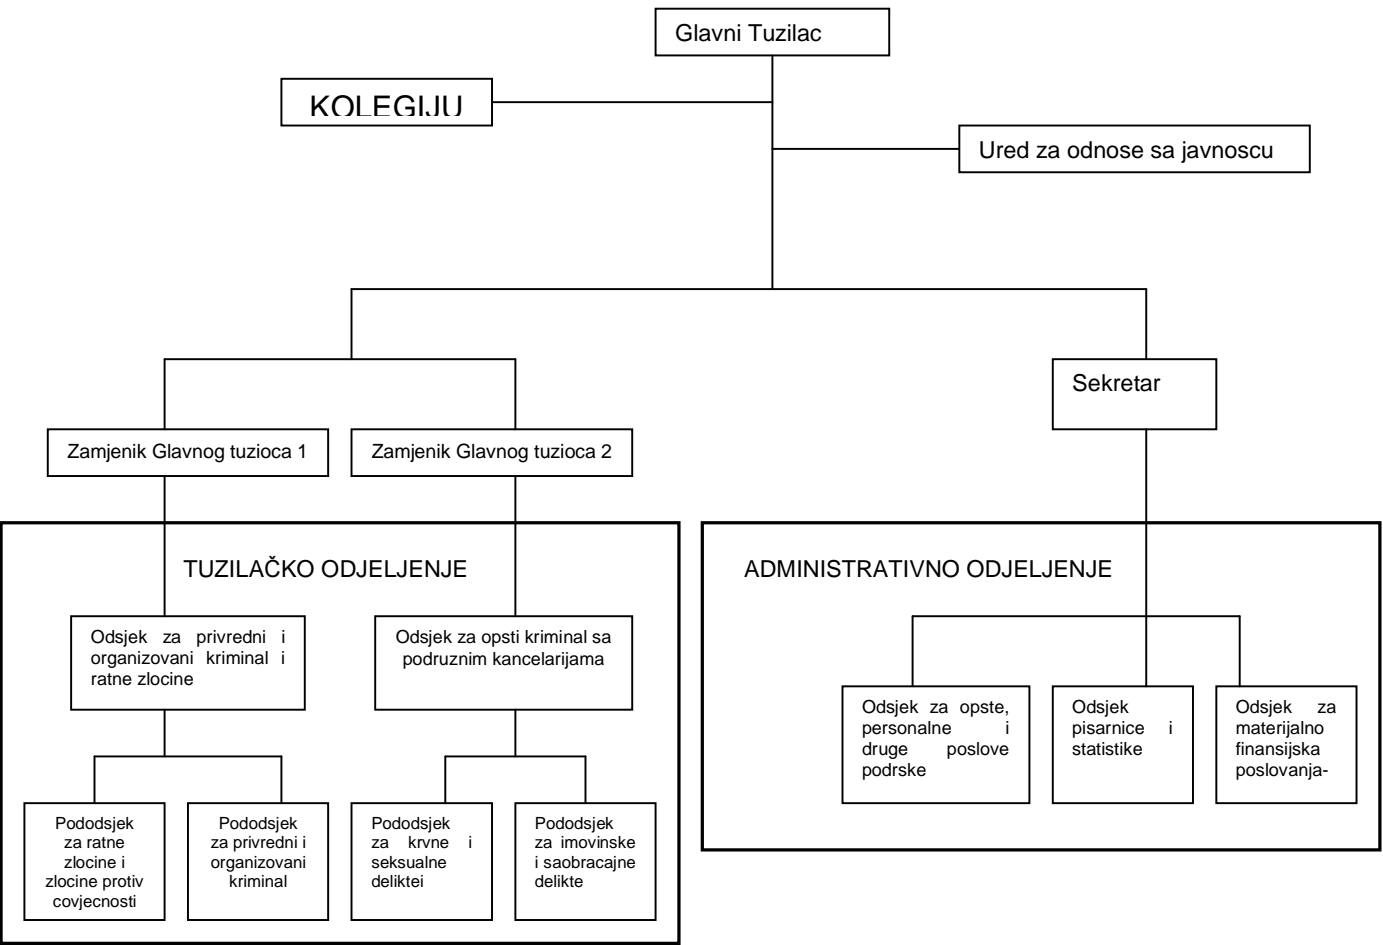 Glavni Tuzilac
KOLEGIJU
Ured za odnose sa javnoscu
Sekretar
Zamjenik Glavnog tuzioca 1
Zamjenik Glavnog tuzioca 2
TUZILAČKO ODJELJENJE
Odsjek za privredni i
organizovani kriminal i
ratne zlocine
Odsjek za opsti kriminal sa
podruznim kancelarijama
Pododsjek
za ratne
zlocine i
zlocine protiv
covjecnosti
Pododsjek
za privredni i
organizovani
kriminal
Pododsjek
za krvne i
seksualne
deliktei
Pododsjek
za imovinske
i saobracajne
delikte
ADMINISTRATIVNO ODJELJENJE
Odsjek za opste,
personalne i
druge poslove
podrske
Odsjek
pisarnice i
statistike
Odsjek za
materijalno
finansijska
poslovanja-